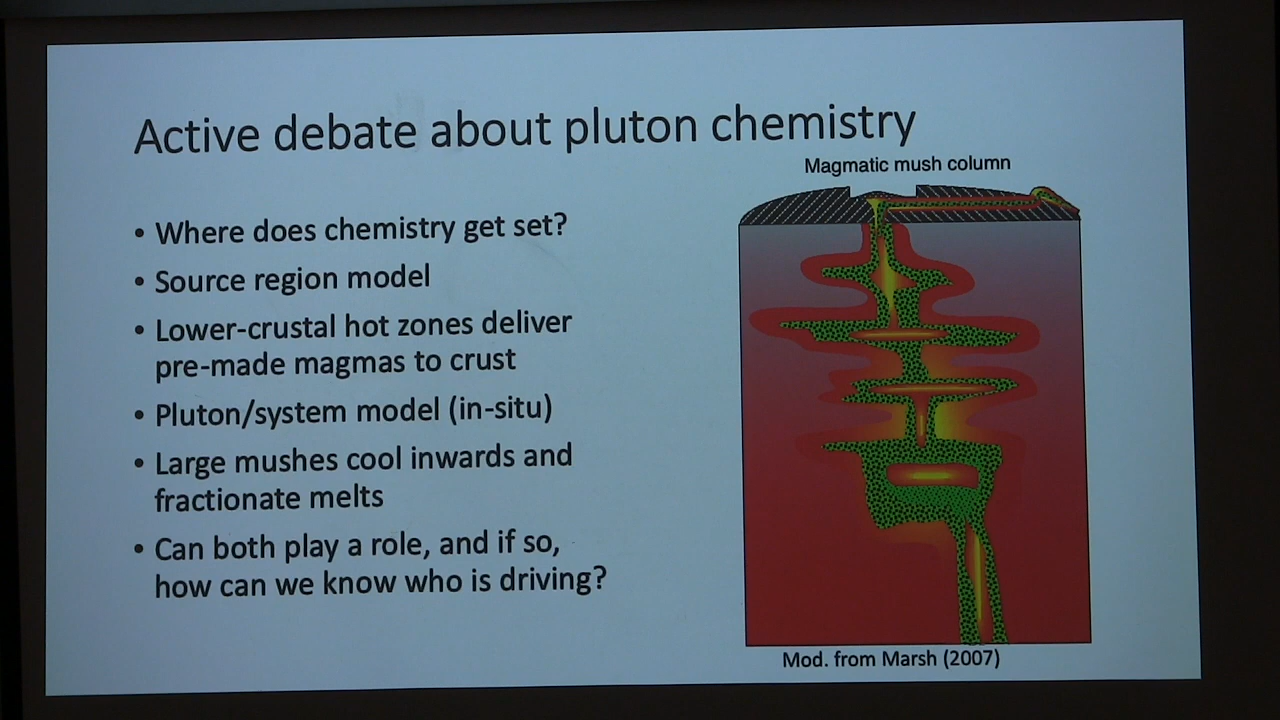 Active debate about pluton chemistry
Magmatic mush column
• Where does chemistry get set?
• Source region model
• Lower-crustal hot zones deliver
pre-made magmas to crust
• Pluton/system model (in-situ)
• Large mushes cool inwards and
fractionate melts
• Can both play a role, and if so,
how can we know who is driving?
Mod. from Marsh (2007)